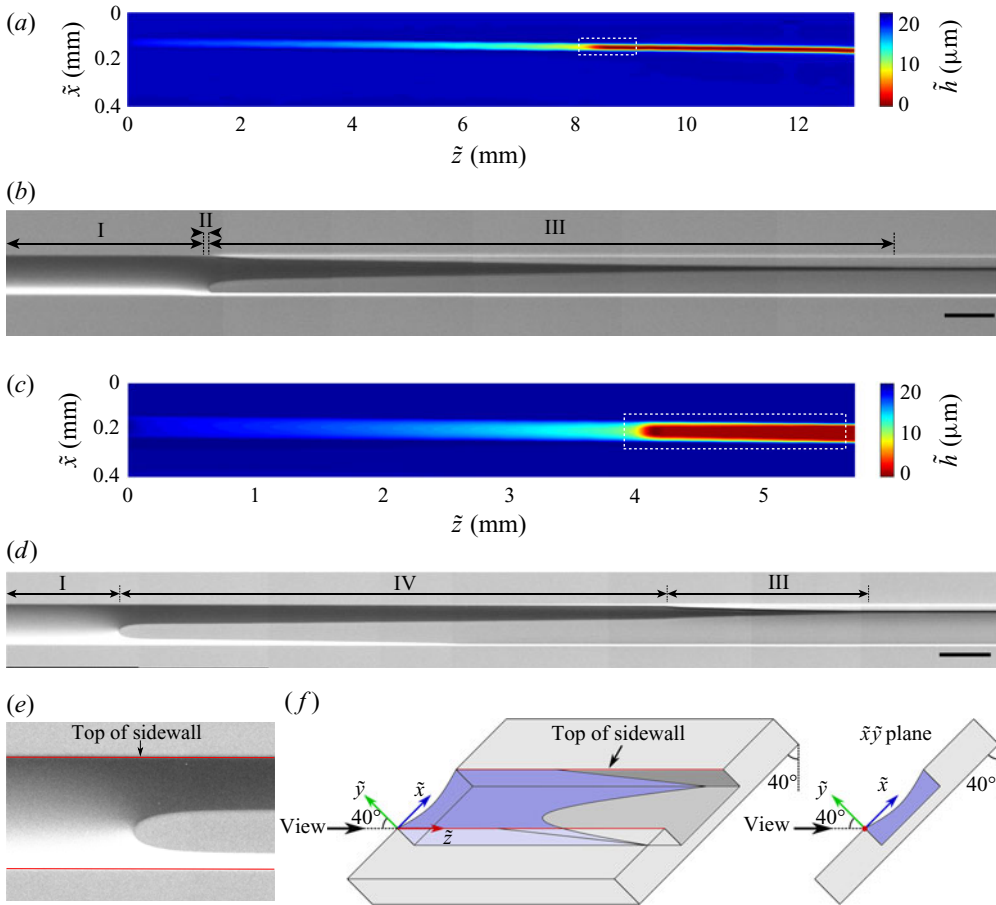 (a)
x̃ (mm)
0
0.2
0.4
0 2 4 6 8 10 12
z̃ (mm)
20
10
0
h̃ (μm)
(b)
I II III
(c)
x̃ (mm)
0
0.2
0.4
0 1 2 3 4 5
z̃ (mm)
20
10
0
h̃ (μm)
(d)
I IV III
(e)
Top of sidewall
(f)
Top of sidewall
x̃ỹ plane
40°
40°
ỹ
x̃
40°
View
z̃
ỹ
x̃
40°
View